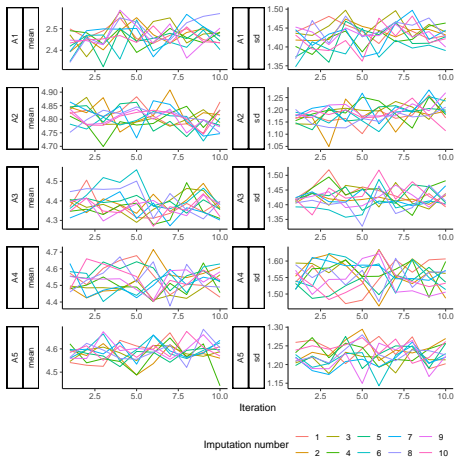 A1 mean 2.5 2.4 2.5 5.0 7.5 10.0
A1 sd 1.50 1.45 1.40 1.35 2.5 5.0 7.5 10.0
A2 mean 4.90 4.85 4.80 4.75 4.70 2.5 5.0 7.5 10.0
A2 sd 1.25 1.20 1.15 1.10 1.05 2.5 5.0 7.5 10.0
A3 mean 4.5 4.4 4.3 2.5 5.0 7.5 10.0
A3 sd 1.50 1.45 1.40 1.35 2.5 5.0 7.5 10.0
A4 mean 4.7 4.6 4.5 4.4 2.5 5.0 7.5 10.0
A4 sd 1.60 1.55 1.50 2.5 5.0 7.5 10.0
A5 mean 4.6 4.5 2.5 5.0 7.5 10.0
A5 sd 1.30 1.25 1.20 1.15 2.5 5.0 7.5 10.0
Iteration
Imputation number
1 3 5 7 9
2 4 6 8 10